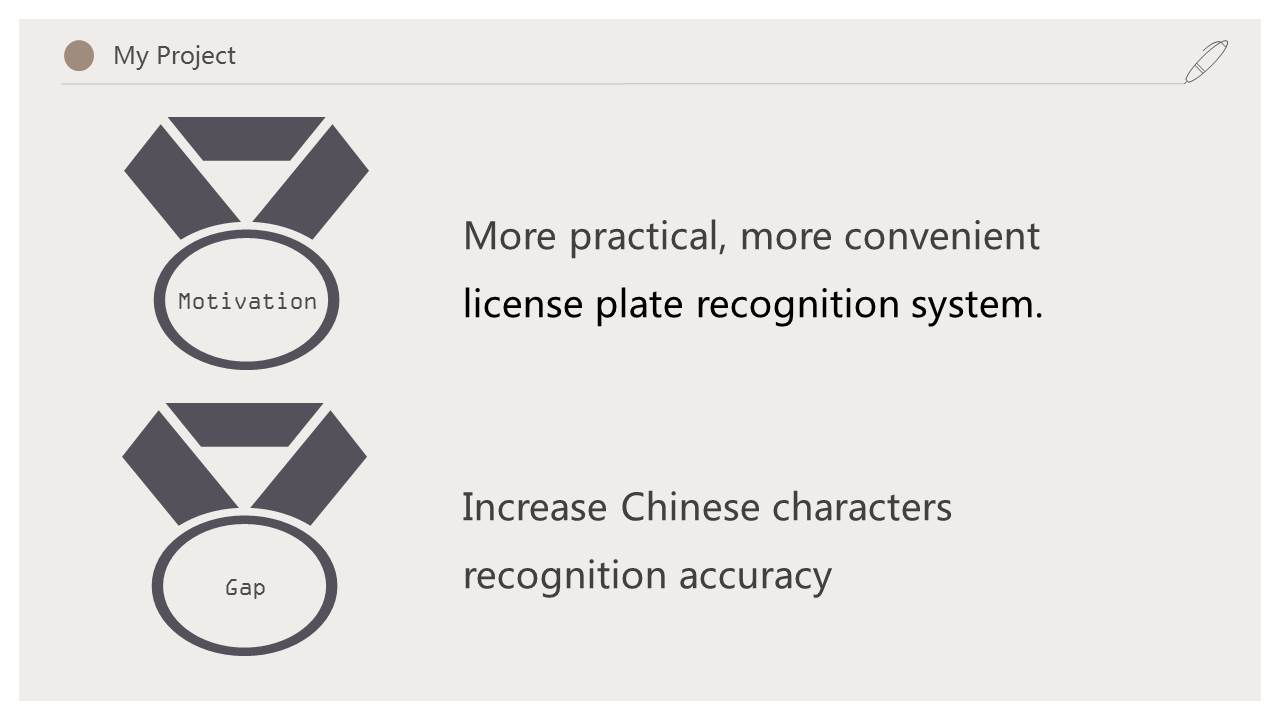 My Project
Motivation
More practical, more convenient
license plate recognition system.
Gap
Increase Chinese characters
recognition accuracy